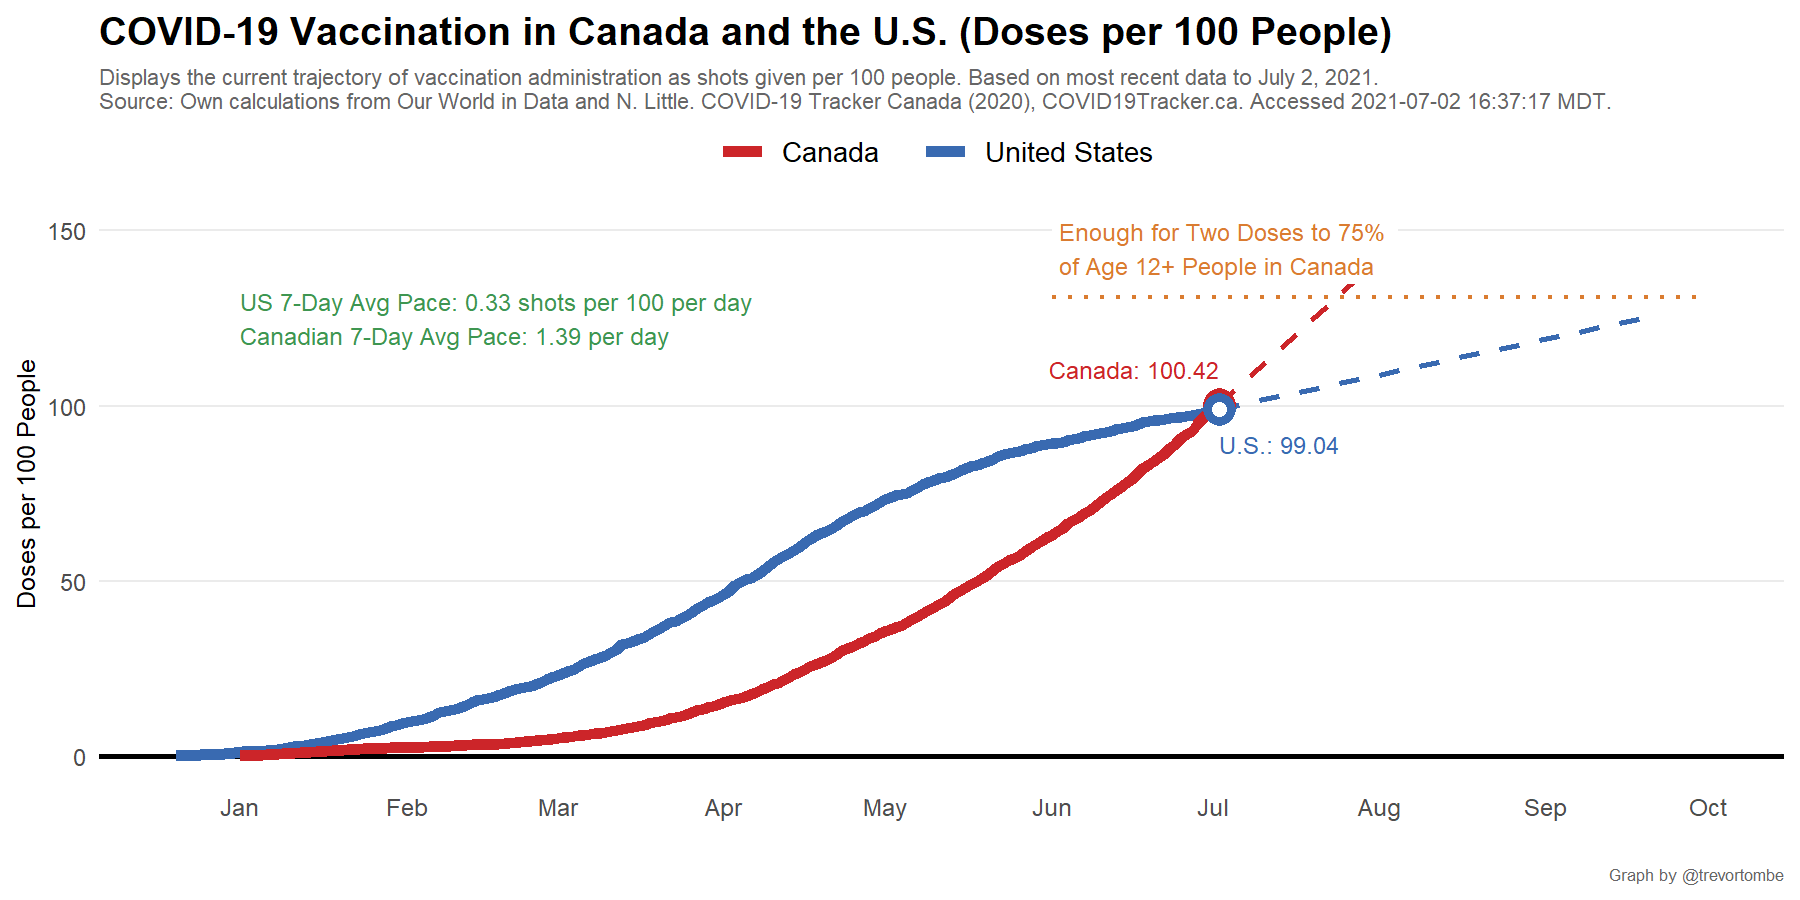 COVID-19 Vaccination in Canada and the U.S. (Doses per 100 People)
Displays the current trajectory of vaccination administration as shots given per 100 people. Based on most recent data to July 2, 2021.
Source: Own calculations from Our World in Data and N. Little. COVID-19 Tracker Canada (2020), COVID19Tracker.ca. Accessed 2021-07-02 16:37:17 MDT.
Canada
United States
150
Enough for Two Doses to 75%
of Age 12+ People in Canada
US 7-Day Avg Pace: 0.33 shots per 100 per day
Canadian 7-Day Avg Pace: 1.39 per day
Canada: 100.42
100
U.S.: 99.04
Doses per 100 People
50
0
Jan
Feb
Mar
Apr
May
Jun
Jul
Aug
Sep
Oct
Graph by @trevortombe